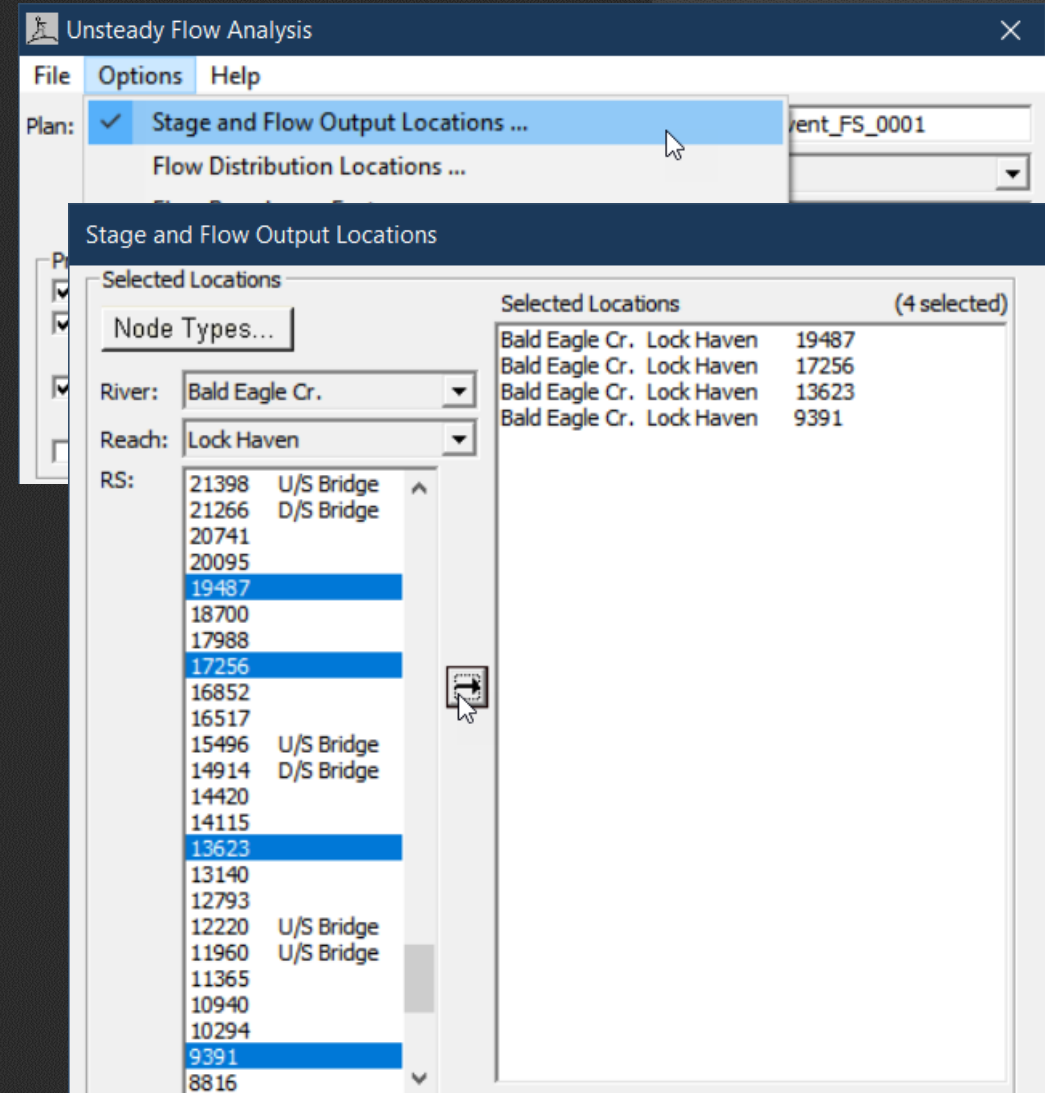 Unsteady Flow Analysis
File Options Help
Plan:
Stage and Flow Output Locations ...
vent_FS_0001
Flow Distribution Locations ...
Stage and Flow Output Locations
Selected Locations
Node Types...
River: Bald Eagle Cr.
Reach: Lock Haven
RS:
21398 U/S Bridge
21266 D/S Bridge
20741
20095
19487
18700
17988
17256
16852
16517
15496 U/S Bridge
14914 D/S Bridge
14420
14115
13623
13140
12793
12220 U/S Bridge
11960 U/S Bridge
11365
10940
10294
9391
8816
Selected Locations (4 selected)
Bald Eagle Cr. Lock Haven 19487
Bald Eagle Cr. Lock Haven 17256
Bald Eagle Cr. Lock Haven 13623
Bald Eagle Cr. Lock Haven 9391